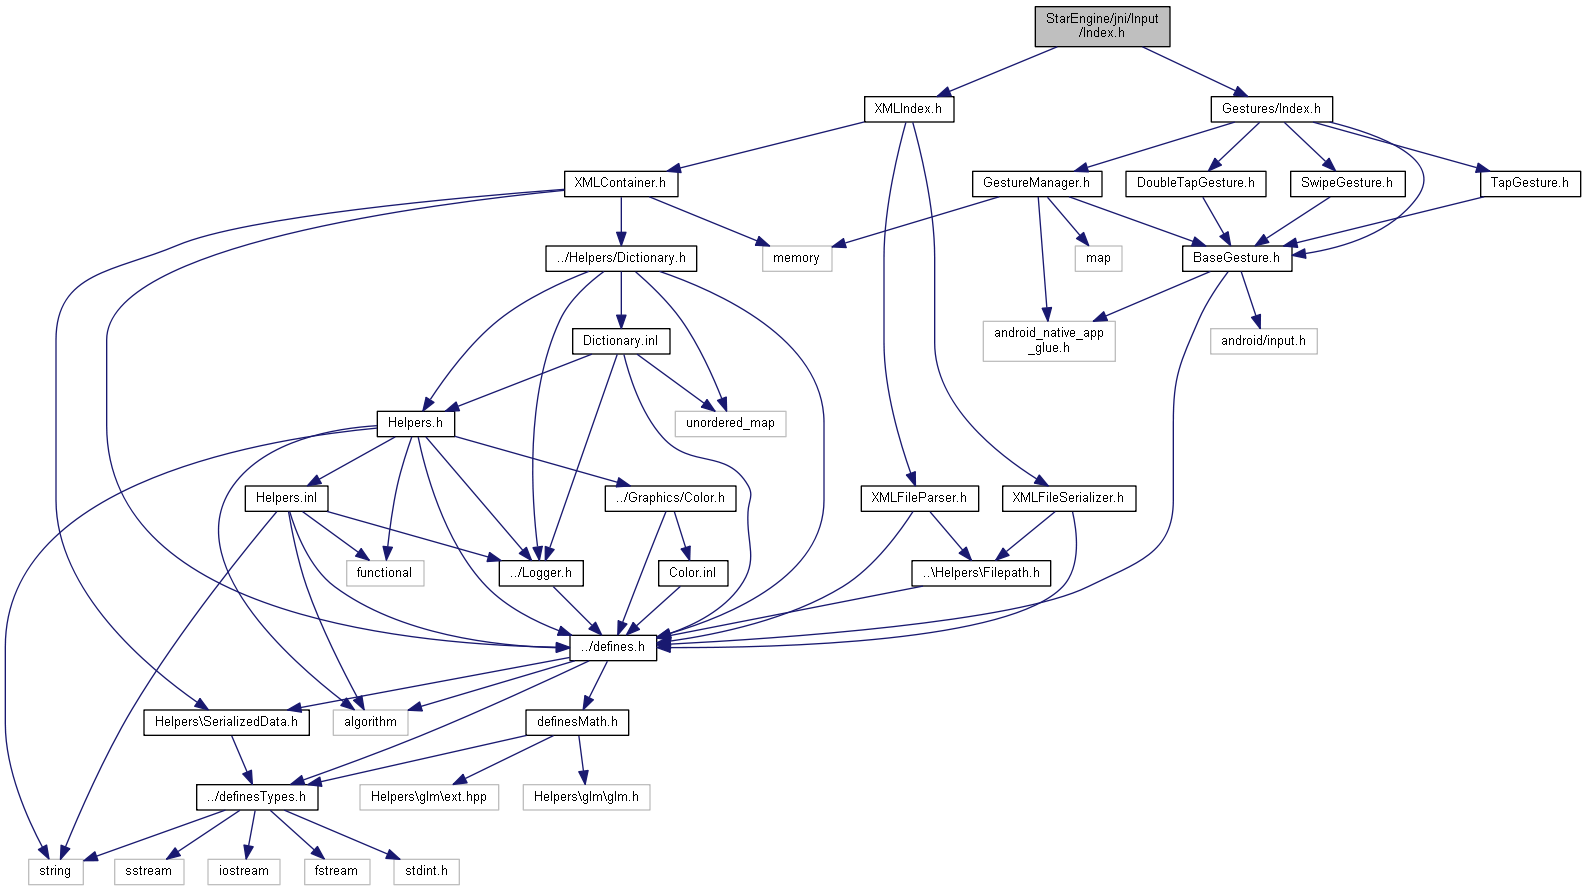 StarEngine/jni/Input
/Index.h
XMLIndex.h
Gestures/Index.h
XMLContainer.h
GestureManager.h
DoubleTapGesture.h
SwipeGesture.h
TapGesture.h
../Helpers/Dictionary.h
memory
map
BaseGesture.h
Dictionary.inl
android_native_app
_glue.h
android/input.h
Helpers.h
unordered_map
Helpers.inl
../Graphics/Color.h
XMLFileParser.h
XMLFileSerializer.h
functional
../Logger.h
Color.inl
..\Helpers\Filepath.h
../defines.h
Helpers\SerializedData.h
algorithm
definesMath.h
../definesTypes.h
Helpers\glm\ext.hpp
Helpers\glm\glm.h
string
sstream
iostream
fstream
stdint.h